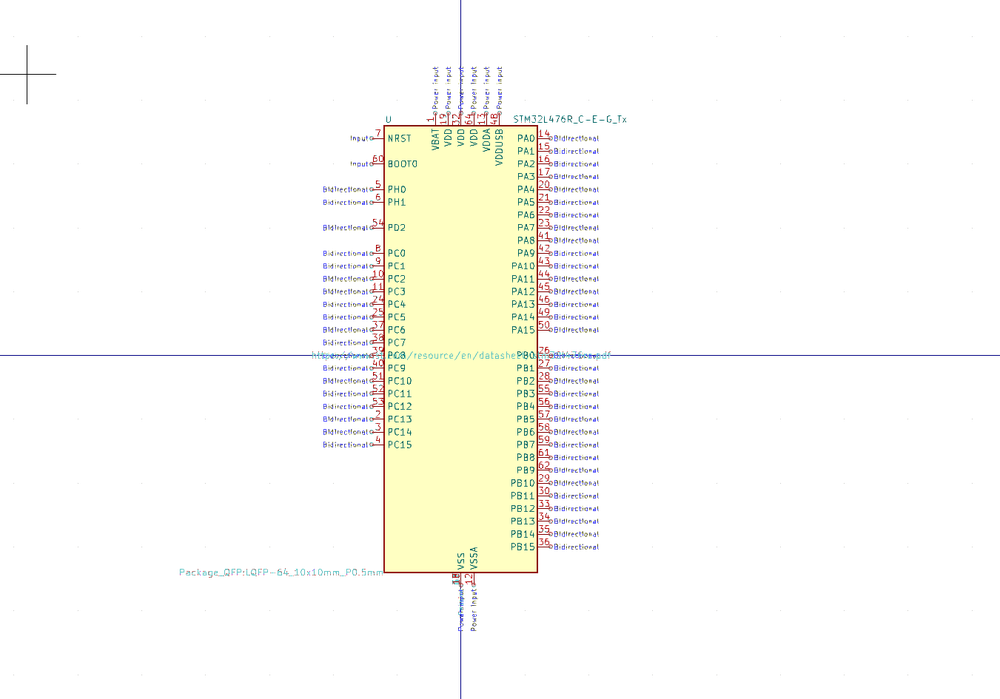 Power input Power input Power input Power input Power input Power input
U STM32L476R_C-E-G_Tx
1 19 32 64 13 48
VBAT VDD VDD VDD VDDA VDDUSB
Input 7 NRST PA0 14 Bidirectional
PA1 15 Bidirectional
Input 60 BOOT0 PA2 16 Bidirectional
PA3 17 Bidirectional
Bidirectional 5 PH0 PA4 20 Bidirectional
Bidirectional 6 PH1 PA5 21 Bidirectional
PA6 22 Bidirectional
Bidirectional 54 PD2 PA7 23 Bidirectional
PA8 41 Bidirectional
Bidirectional 8 PC0 PA9 42 Bidirectional
Bidirectional 9 PC1 PA10 43 Bidirectional
Bidirectional 10 PC2 PA11 44 Bidirectional
Bidirectional 11 PC3 PA12 45 Bidirectional
Bidirectional 24 PC4 PA13 46 Bidirectional
Bidirectional 25 PC5 PA14 49 Bidirectional
Bidirectional 37 PC6 PA15 50 Bidirectional
Bidirectional 38 PC7
39 PC8 /resource/en/datasheet PB0 26 Bidirectional
Bidirectional 40 PC9 PB1 27 Bidirectional
Bidirectional 51 PC10 PB2 28 Bidirectional
Bidirectional 52 PC11 PB3 55 Bidirectional
Bidirectional 53 PC12 PB4 56 Bidirectional
Bidirectional 2 PC13 PB5 57 Bidirectional
Bidirectional 3 PC14 PB6 58 Bidirectional
Bidirectional 4 PC15 PB7 59 Bidirectional
PB8 61 Bidirectional
PB9 62 Bidirectional
PB10 29 Bidirectional
PB11 30 Bidirectional
PB12 33 Bidirectional
PB13 34 Bidirectional
PB14 35 Bidirectional
PB15 36 Bidirectional
VSS VSSA
Package_QFP:LQFP-64_10x10mm_P0.5mm
12
Power input